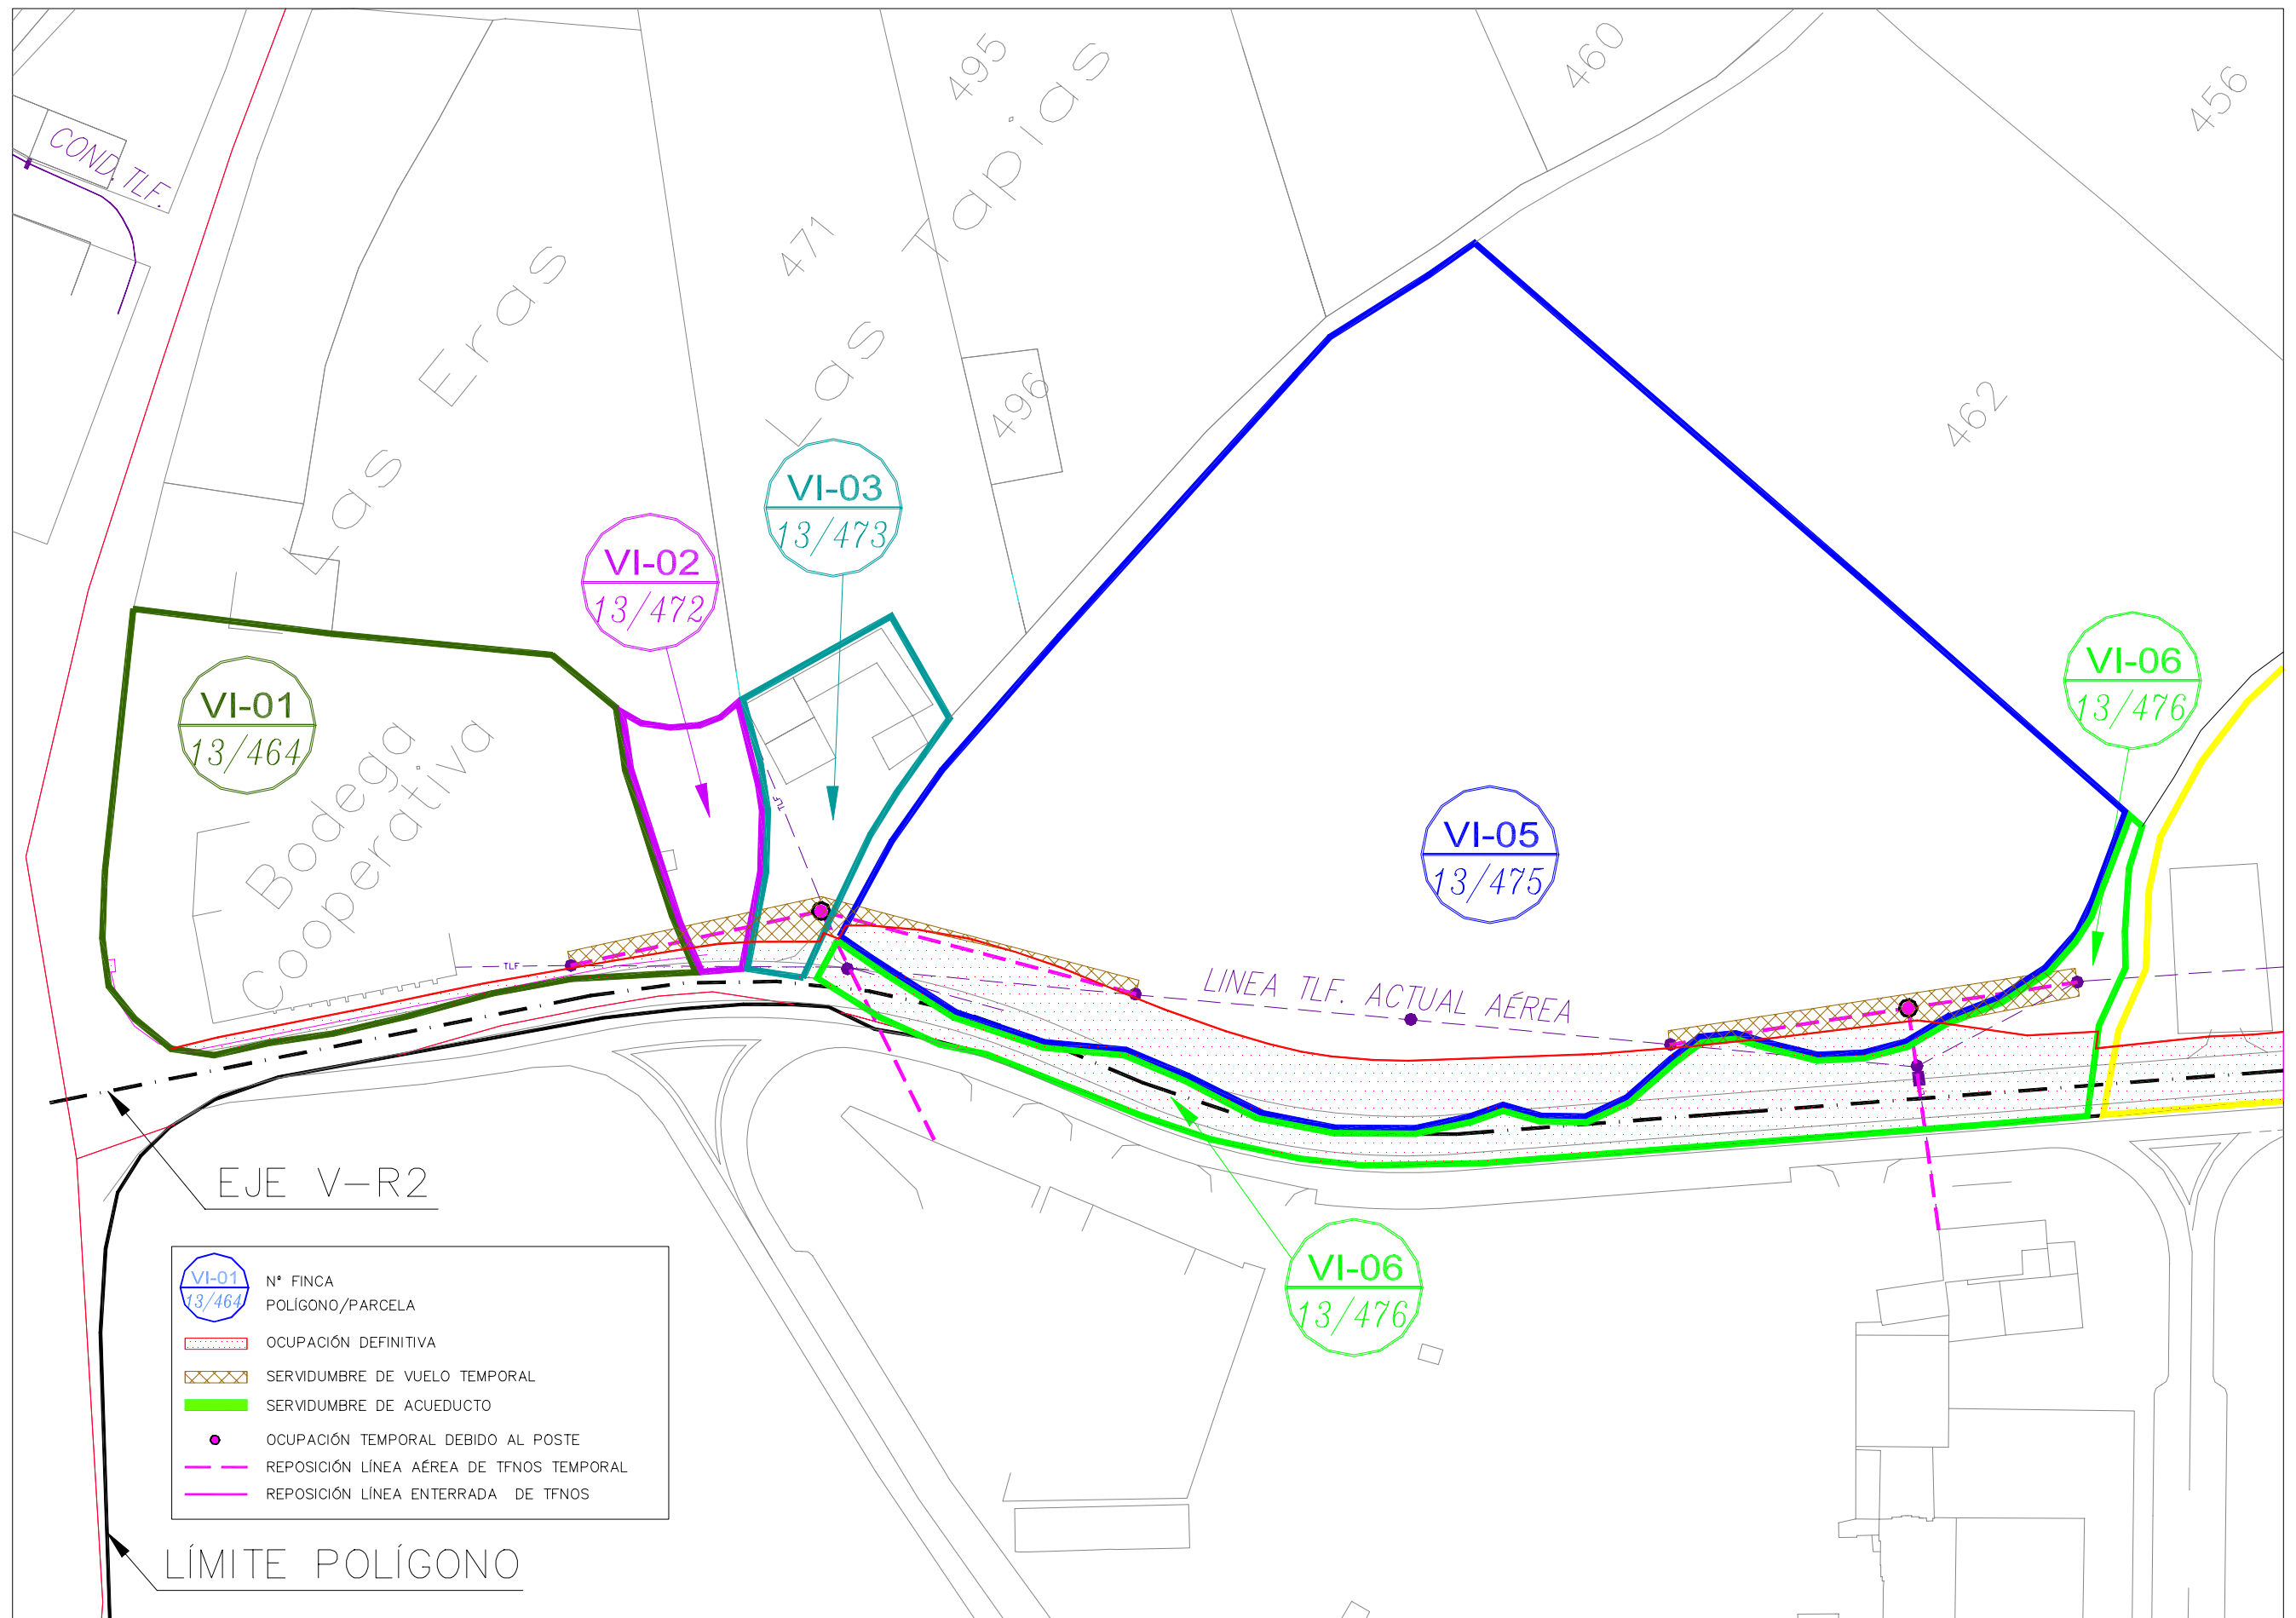 COND. TLF.
495
Las Tapias
460
456
471
Las Eras
496
462
VI-03
13/473
VI-02
13/472
VI-01
13/464
Bodega
Cooperativa
VI-06
13/476
VI-05
13/475
TLF
TLF
LINEA TLF. ACTUAL AÉREA
EJE V-R2
VI-06
13/476
VI-01
13/464
Nº FINCA
POLÍGONO/PARCELA
OCUPACIÓN DEFINITIVA
SERVIDUMBRE DE VUELO TEMPORAL
SERVIDUMBRE DE ACUEDUCTO
OCUPACIÓN TEMPORAL DEBIDO AL POSTE
REPOSICIÓN LÍNEA AÉREA DE TFNOS TEMPORAL
REPOSICIÓN LÍNEA ENTERRADA DE TFNOS
LÍMITE POLÍGONO